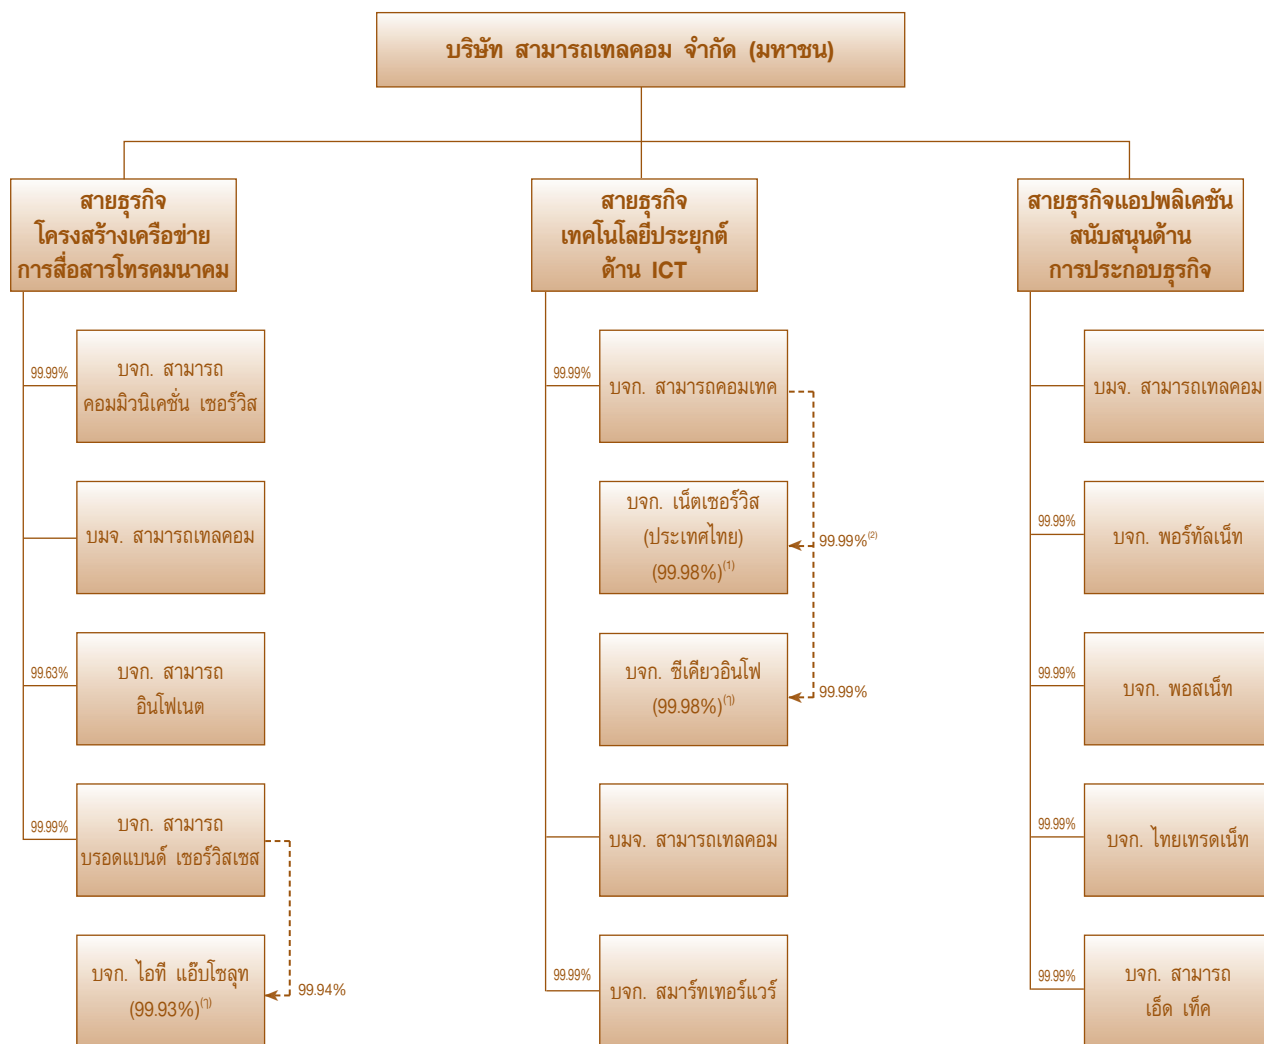 บริษัท สามารถเทลคอม จำกัด (มหาชน)
สายธุรกิจ
โครงสร้างเครือข่าย
การสื่อสารโทรคมนาคม
99.99%
บจก. สามารถ
คอมมิวนิเคชั่น เซอร์วิส
บมจ. สามารถเทลคอม
99.63%
บจก. สามารถ
อินโฟเนต
99.99%
บจก. สามารถ
บรอดแบนด์ เซอร์วิสเซส
บจก. ไอที แอ๊บโซลุท
(99.93%)(ๅ)
99.94%
สายธุรกิจ
เทคโนโลยีประยุกต์
ด้าน ICT
99.99%
บจก. สามารถคอมเทค
บจก. เน็ตเซอร์วิส
(ประเทศไทย)
(99.98%)(1)
99.99%(2)
บจก. ซีเคียวอินโฟ
(99.98%)(ๅ)
99.99%
บมจ. สามารถเทลคอม
99.99%
บจก. สมาร์ทเทอร์แวร์
สายธุรกิจแอปพลิเคชัน
สนับสนุนด้าน
การประกอบธุรกิจ
บมจ. สามารถเทลคอม
99.99%
บจก. พอร์ทัลเน็ท
99.99%
บจก. พอสเน็ท
99.99%
บจก. ไทยเทรดเน็ท
99.99%
บจก. สามารถ
เอ็ด เท็ค